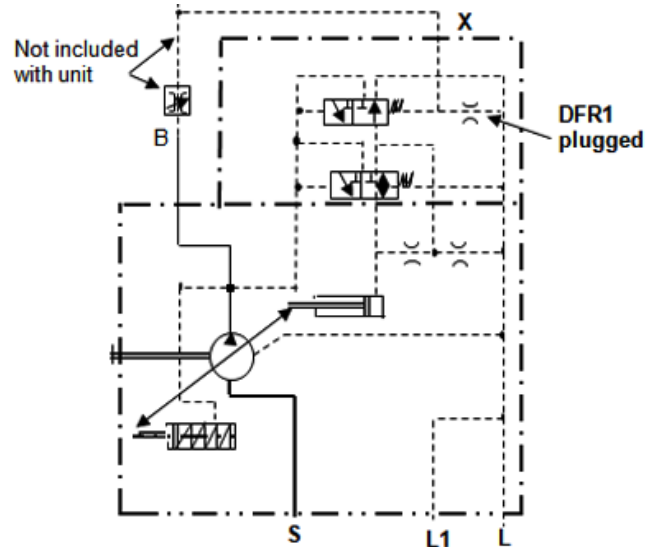 X
Not included
with unit
DFR1
plugged
B
S
L1
L